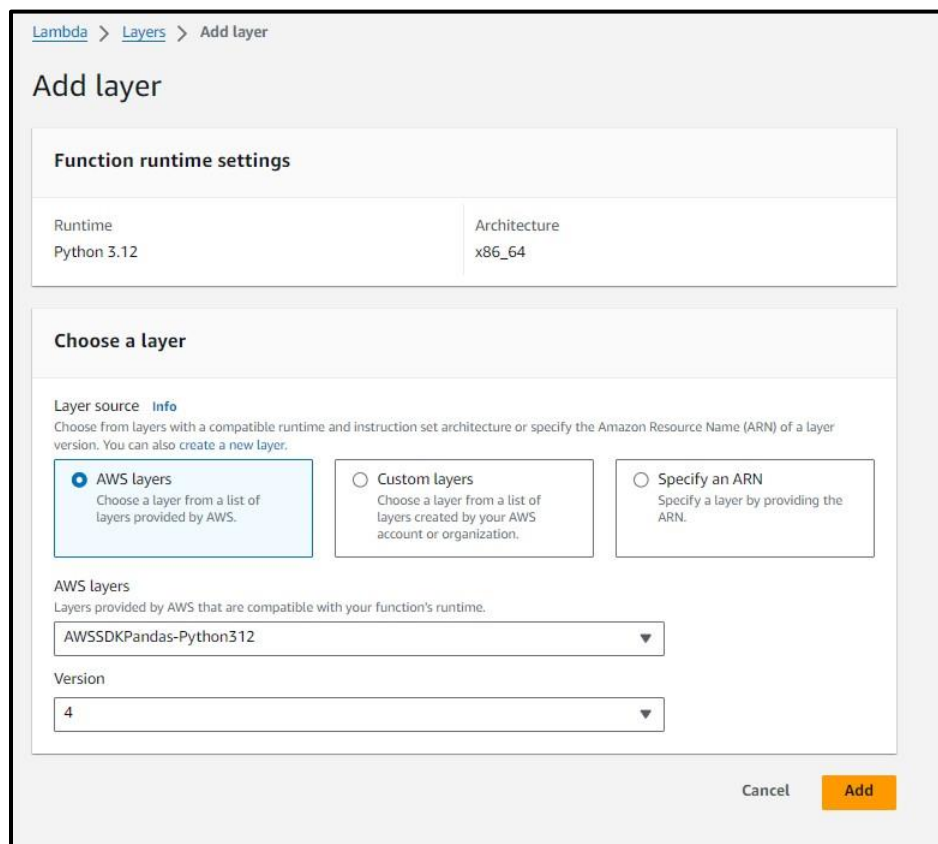 Lambda > Layers > Add layer
Add layer
Function runtime settings
Runtime
Python 3.12
Architecture
x86_64
Choose a layer
Layer source Info
Choose from layers with a compatible runtime and instruction set architecture or specify the Amazon Resource Name (ARN) of a layer
version. You can also create a new layer.
AWS layers
Choose a layer from a list of
layers provided by AWS.
Custom layers
Choose a layer from a list of
layers created by your AWS
account or organization.
Specify an ARN
Specify a layer by providing the
ARN.
AWS layers
Layers provided by AWS that are compatible with your function's runtime.
AWSSDKPandas-Python312
Version
4
Cancel
Add